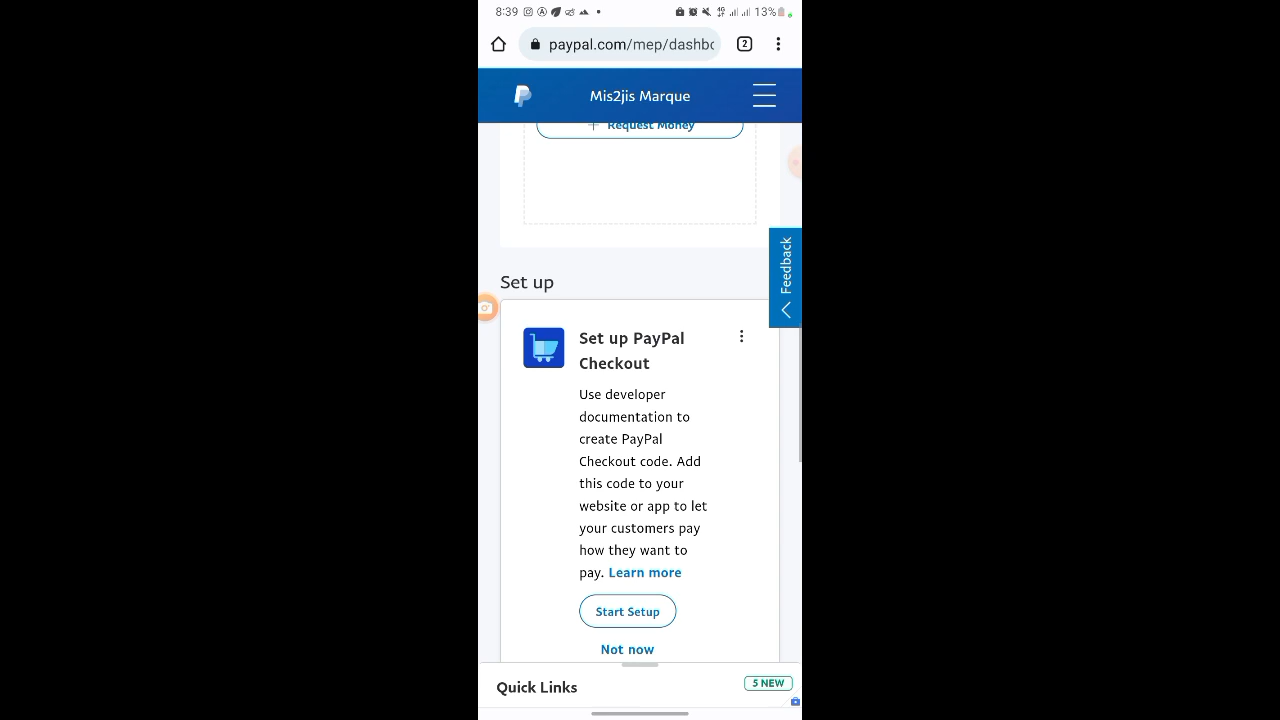 8:39
4G
13%
paypal.com/mep/dashbo
2
Mis2jis Marque
Request Money
Feedback
Set up
Set up PayPal
Checkout
Use developer
documentation to
create PayPal
Checkout code. Add
this code to your
website or app to let
your customers pay
how they want to
pay. Learn more
Start Setup
Not now
Quick Links
5 NEW